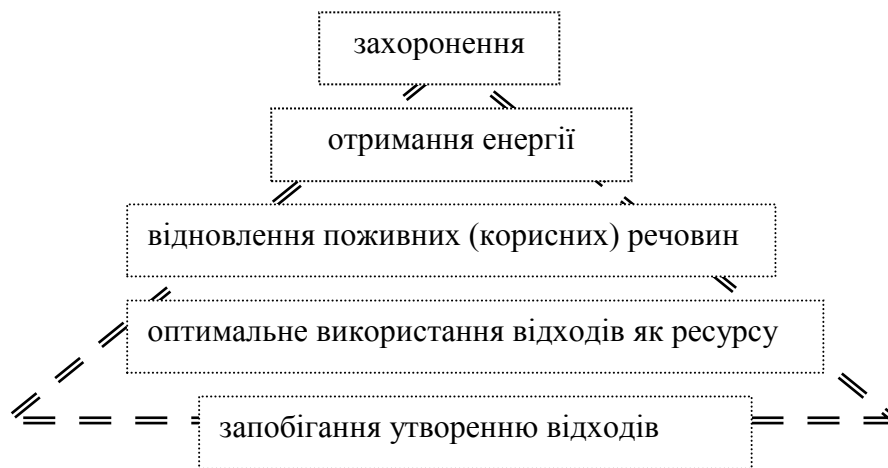 захоронення
отримання енергії
відновлення поживних (корисних) речовин
оптимальне використання відходів як ресурсу
запобігання утворенню відходів